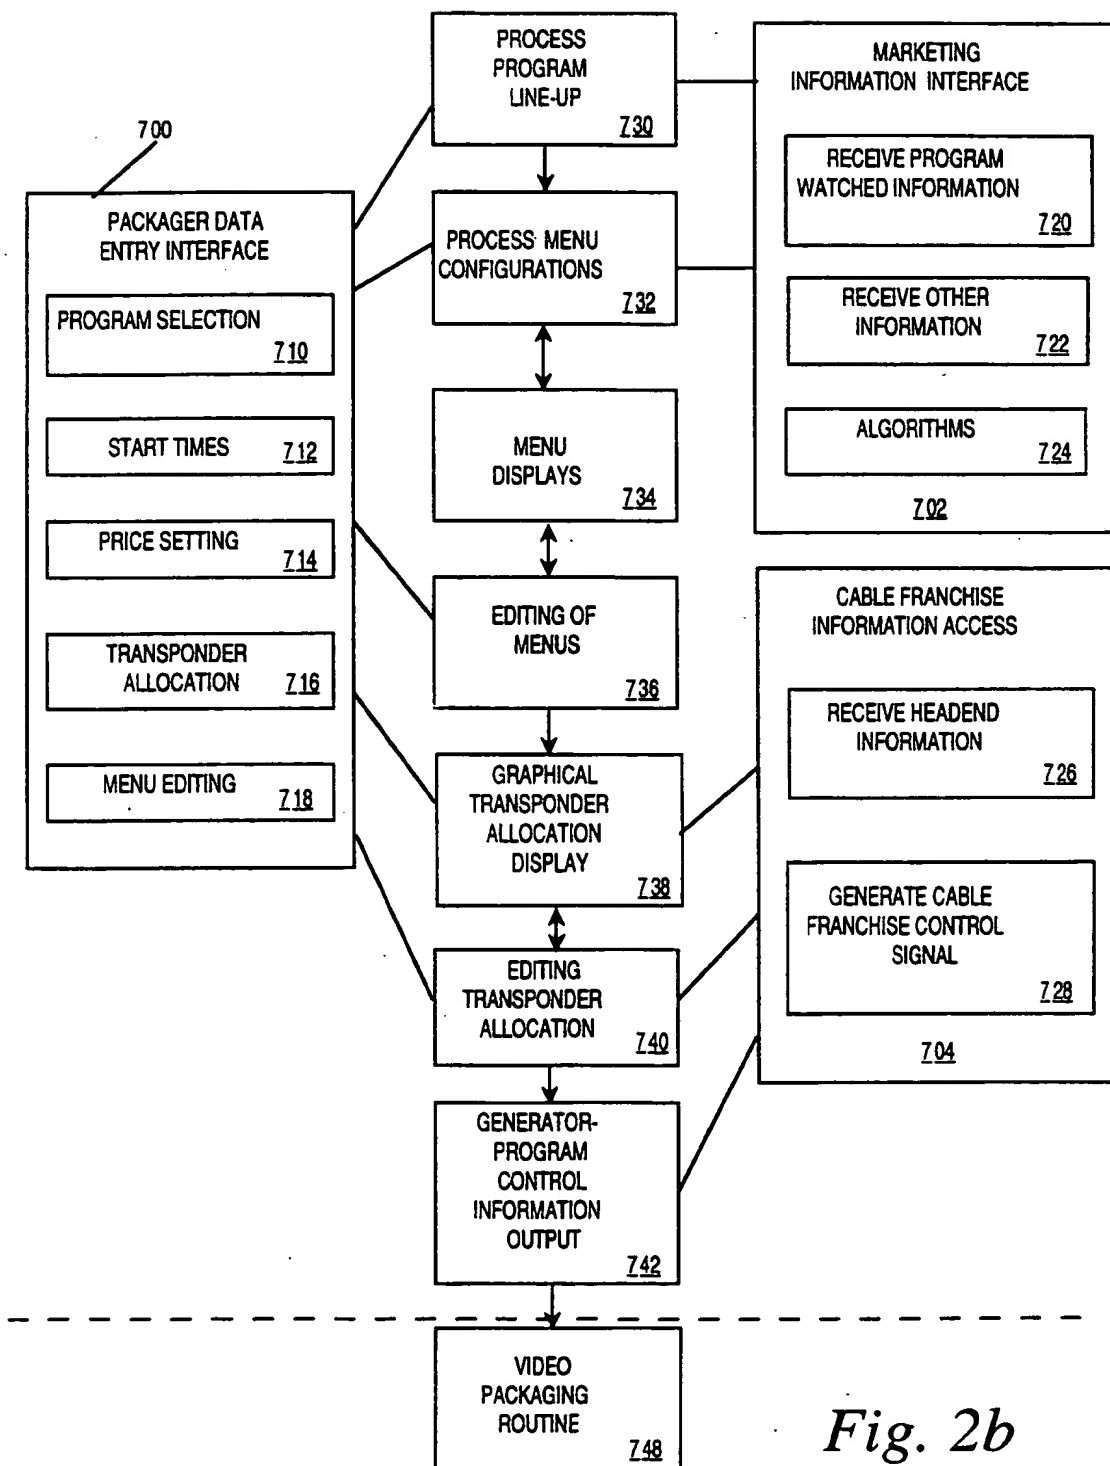 700
PACKAGER DATA
ENTRY INTERFACE
PROGRAM SELECTION
710
START TIMES
712
PRICE SETTING
714
TRANSPONDER
ALLOCATION
716
MENU EDITING
718
PROCESS
PROGRAM
LINE-UP
730
PROCESS MENU
CONFIGURATIONS
732
MENU
DISPLAYS
734
EDITING OF
MENUS
736
GRAPHICAL
TRANSPONDER
ALLOCATION
DISPLAY
738
EDITING
TRANSPONDER
ALLOCATION
740
GENERATOR-
PROGRAM
CONTROL
INFORMATION
OUTPUT
742
VIDEO
PACKAGING
ROUTINE
748
MARKETING
INFORMATION INTERFACE
RECEIVE PROGRAM
WATCHED INFORMATION
720
RECEIVE OTHER
INFORMATION
722
ALGORITHMS
724
702
CABLE FRANCHISE
INFORMATION ACCESS
RECEIVE HEADEND
INFORMATION
726
GENERATE CABLE
FRANCHISE CONTROL
SIGNAL
728
704
Fig. 2b